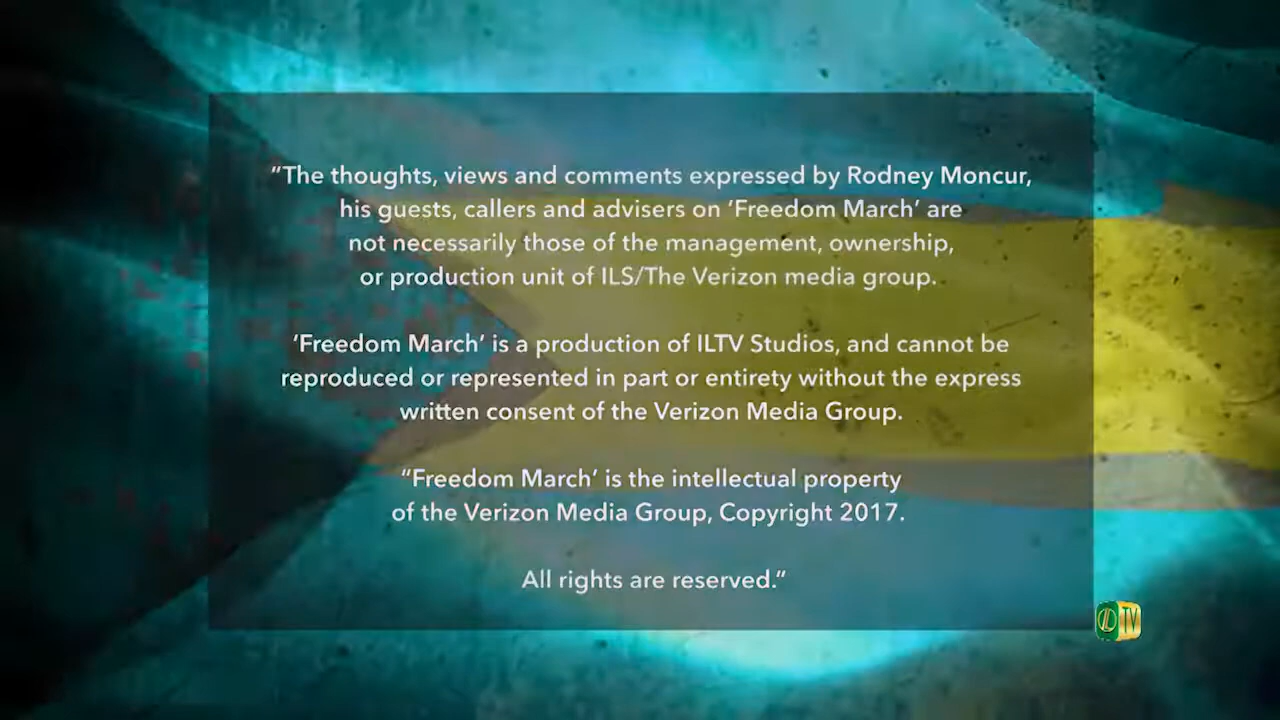 “The thoughts, views and comments expressed by Rodney Moncur,
his guests, callers and advisers on ‘Freedom March’ are
not necessarily those of the management, ownership,
or production unit of ILS/The Verizon media group.
‘Freedom March’ is a production of ILTV Studios, and cannot be
reproduced or represented in part or entirety without the express
written consent of the Verizon Media Group.
“Freedom March’ is the intellectual property
of the Verizon Media Group, Copyright 2017.
All rights are reserved.”
TV